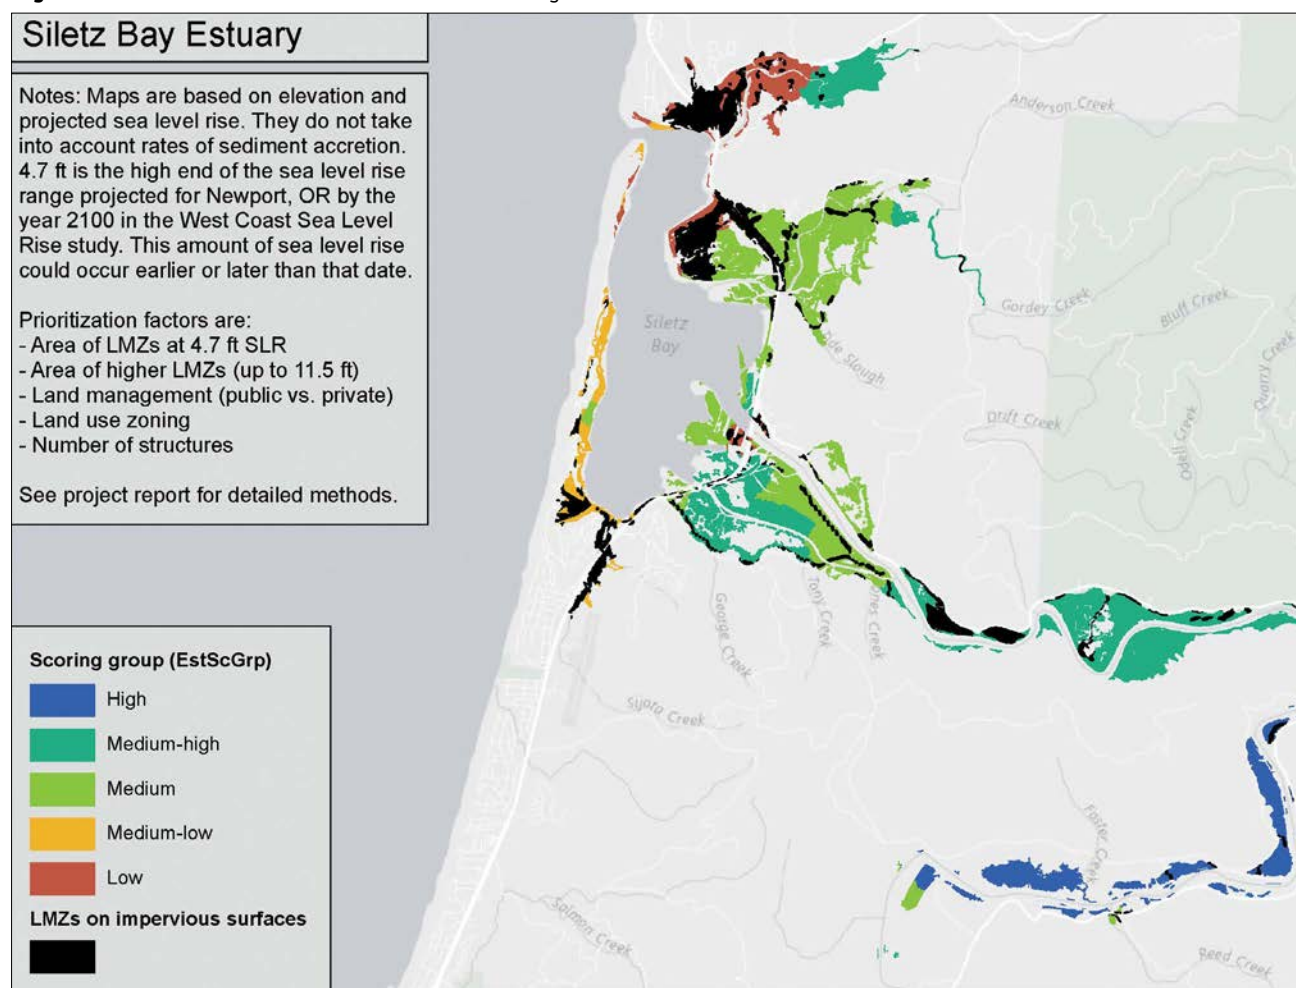 Siletz Bay Estuary
Notes: Maps are based on elevation and
projected sea level rise. They do not take
into account rates of sediment accretion.
4.7 ft is the high end of the sea level rise
range projected for Newport, OR by the
year 2100 in the West Coast Sea Level
Rise study. This amount of sea level rise
could occur earlier or later than that date.
Prioritization factors are:
- Area of LMZs at 4.7 ft SLR
- Area of higher LMZs (up to 11.5 ft)
- Land management (public vs. private)
- Land use zoning
- Number of structures
See project report for detailed methods.
Anderson Creek
Gordey Creek
Bluff Creek
Quarry Creek
Siletz
Bay
Slough
Drift Creek
Odell Creek
George Creek
Tony Creek
Creek
Sijota Creek
Foster Creek
Salmon Creek
Reed Creek
Scoring group (EstScGrp)
High
Medium-high
Medium
Medium-low
Low
LMZs on impervious surfaces